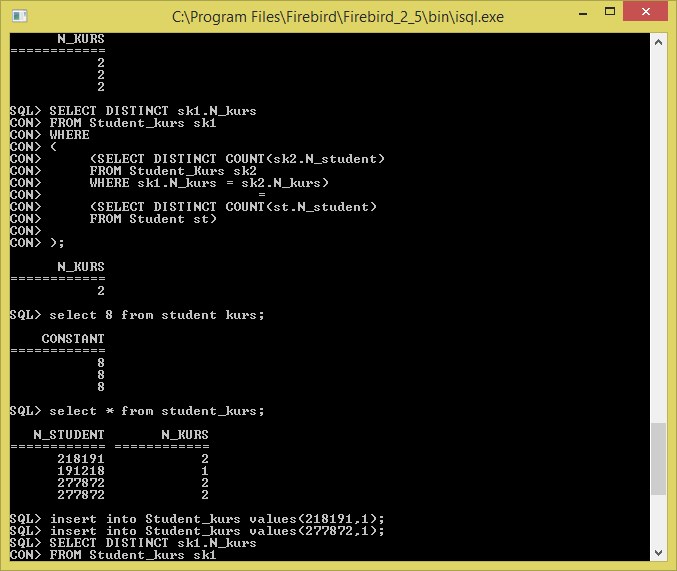 C:\Program Files\Firebird\Firebird_2_5\bin\isql.exe
      N_KURS
============
           2
           2
           2
SQL> SELECT DISTINCT sk1.N_kurs
CON> FROM Student_kurs sk1
CON> WHERE
CON> (
CON>      (SELECT DISTINCT COUNT(sk2.N_student)
CON>      FROM Student_Kurs sk2
CON>      WHERE sk1.N_kurs = sk2.N_kurs)
CON>                          =
CON>      (SELECT DISTINCT COUNT(st.N_student)
CON>      FROM Student st)
CON>
CON> );
      N_KURS
============
           2
SQL> select 8 from student kurs;
    CONSTANT
============
           8
           8
           8
SQL> select * from student_kurs;
   N_STUDENT       N_KURS
============ ============
      218191            2
      191218            1
      277872            2
      277872            2
SQL> insert into Student_kurs values(218191,1);
SQL> insert into Student_kurs values(277872,1);
SQL> SELECT DISTINCT sk1.N_kurs
CON> FROM Student_kurs sk1